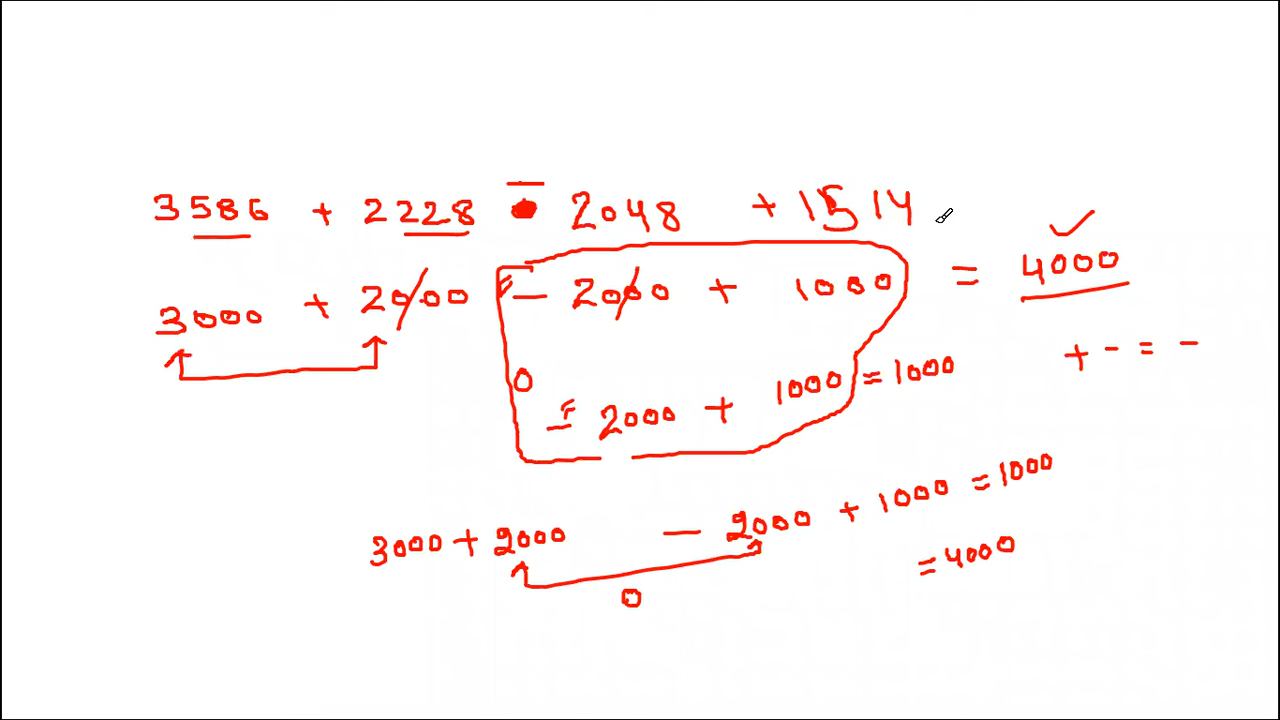 3586 + 2228 - 2048 + 1514
3000 + 2000 - 2000 + 1000 = 4000
+ - = -
0
- 2000 + 1000 = 1000
3000 + 2000 - 2000 + 1000 = 1000
= 4000
0